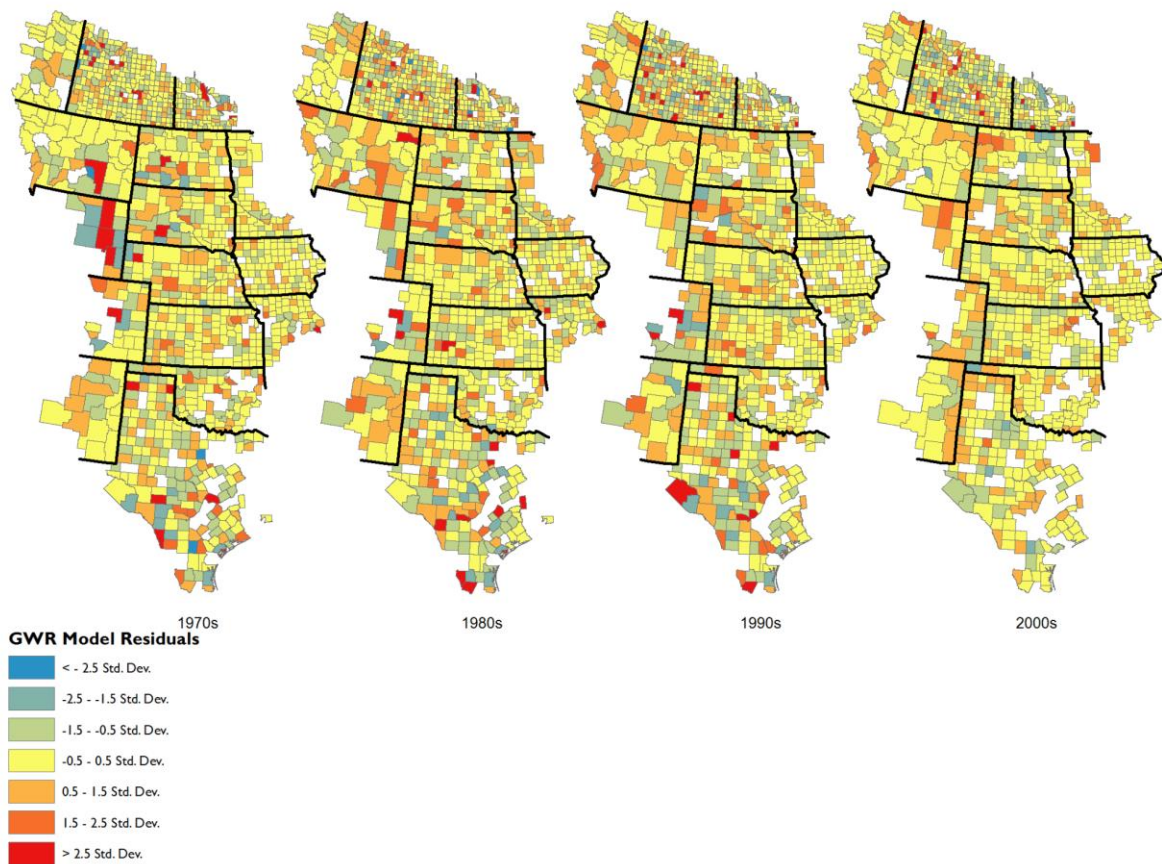 1970s
1980s
1990s
2000s
GWR Model Residuals
< - 2.5 Std. Dev.
-2.5 - -1.5 Std. Dev.
-1.5 - -0.5 Std. Dev.
-0.5 - 0.5 Std. Dev.
0.5 - 1.5 Std. Dev.
1.5 - 2.5 Std. Dev.
> 2.5 Std. Dev.